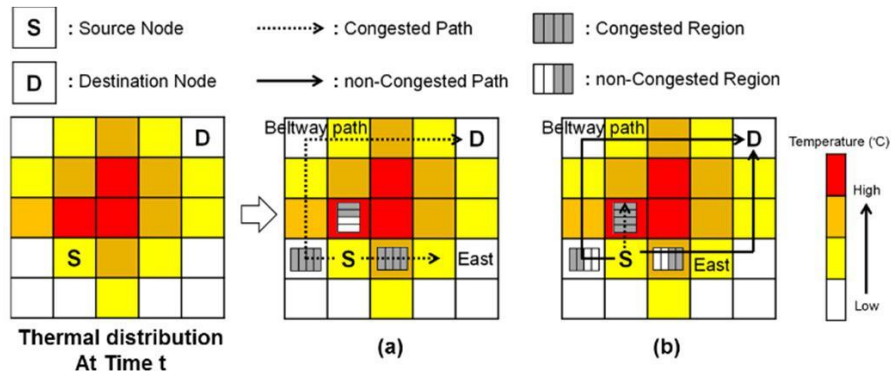 S : Source Node
: Congested Path
: Congested Region
D : Destination Node
: non-Congested Path
: non-Congested Region
D
S
Thermal distribution
At Time t
Beltway path
D
S
East
(a)
Beltway path
D
S
East
(b)
Temperature (℃)
High
Low